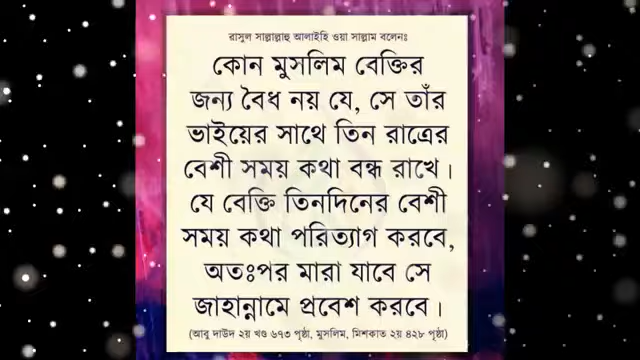 রাসুল সাল্লাল্লাহু আলাইহি ওয়া সাল্লাম বলেনঃ
কোন মুসলিম বেক্তির
জন্য বৈধ নয় যে, সে তাঁর
ভাইয়ের সাথে তিন রাত্রের
বেশী সময় কথা বন্ধ রাখে।
যে বেক্তি তিনদিনের বেশী
সময় কথা পরিত্যাগ করবে,
অতঃপর মারা যাবে সে
জাহান্নামে প্রবেশ করবে।
(আবু দাউদ ২য় খণ্ড ৬৭৩ পৃষ্ঠা, মুসলিম, মিশকাত ২য় ৪২৮ পৃষ্ঠা)